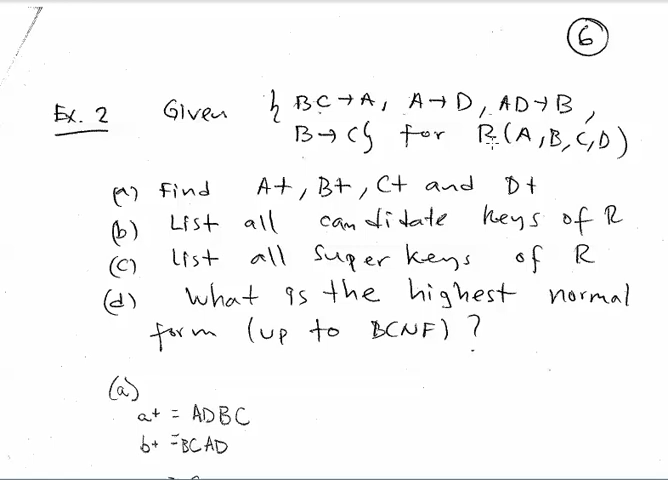 6
Ex. 2 Given { BC→A, A→D, AD→B,
B→C} for R(A,B,C,D)
(a) Find A+, B+, C+ and D+
(b) List all candidate keys of R
(c) list all super keys of R
(d) What is the highest normal
form (up to BCNF)?
(a)
a+ = ADBC
b+ = BCAD